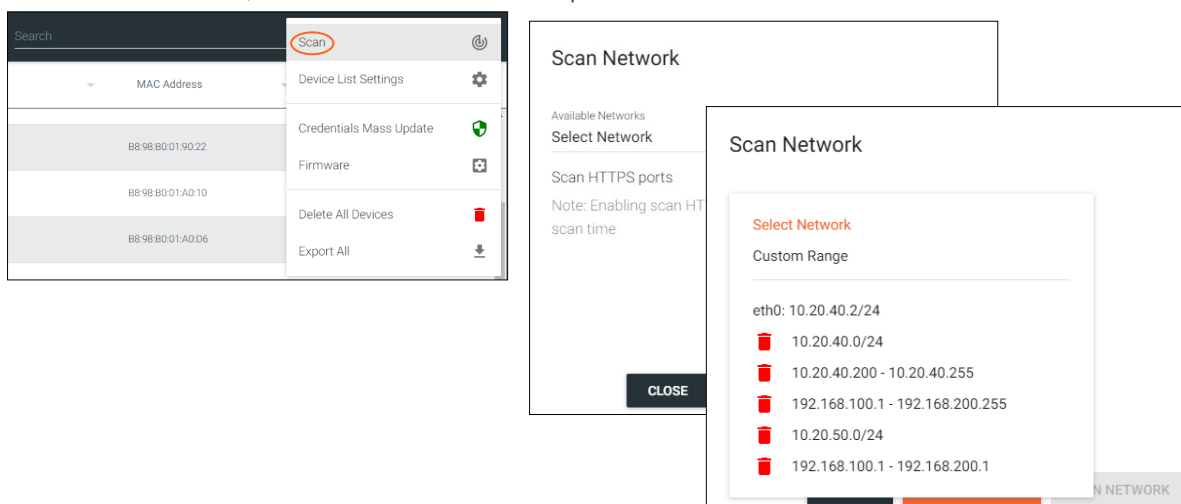 Search
MAC Address
B8:98:B0:01:90:22
B8:98:B0:01:A0:10
B8:98:B0:01:A0:D6
Scan
Device List Settings
Credentials Mass Update
Firmware
Delete All Devices
Export All
Scan Network
Available Networks
Select Network
Scan HTTPS ports
Note: Enabling scan
scan time
CLOSE
Scan Network
Select Network
Custom Range
eth0: 10.20.40.2/24
10.20.40.0/24
10.20.40.200 - 10.20.40.255
192.168.100.1 - 192.168.200.255
10.20.50.0/24
192.168.100.1 - 192.168.200.1
NETWORK